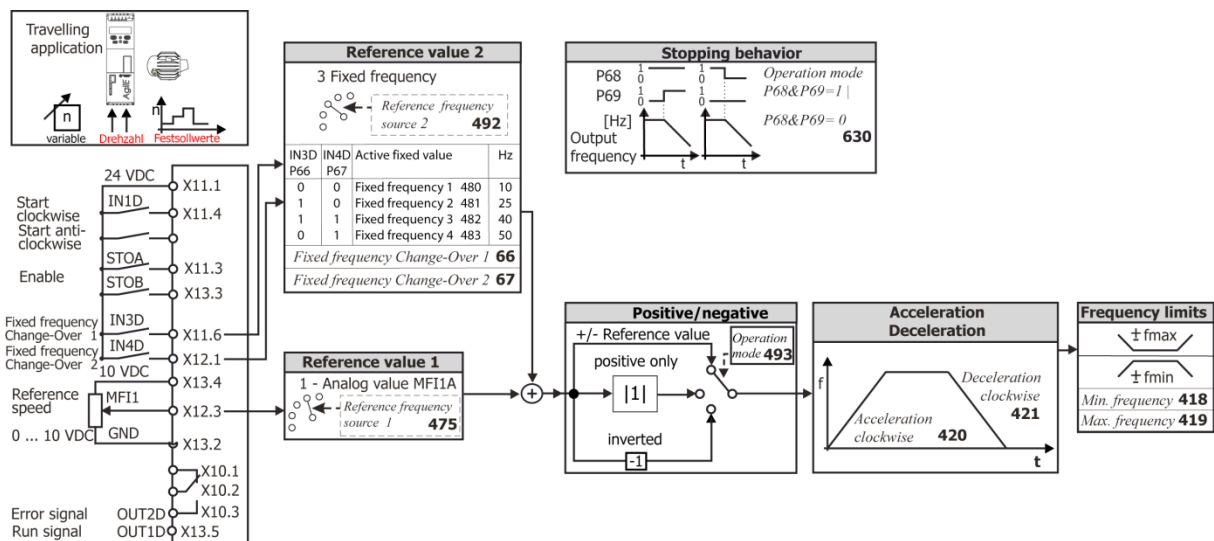 Travelling
application
AgilE
n
n
variable
Drehzahl
Festsollwerte
24 VDC
X11.1
Start
clockwise
IN1D
X11.4
Start anti-
clockwise
Enable
STOA
X11.3
STOB
X13.3
Fixed frequency
Change-Over 1
IN3D
X11.6
Fixed frequency
Change-Over 2
IN4D
X12.1
10 VDC
X13.4
Reference
speed
MFI1
X12.3
0 ... 10 VDC
GND
X13.2
X10.1
X10.2
Error signal
OUT2D
X10.3
Run signal
OUT1D
X13.5
Reference value 2
3 Fixed frequency
Reference frequency
source 2 492
IN3D IN4D Active fixed value Hz
P66 P67
0 0 Fixed frequency 1 480 10
1 0 Fixed frequency 2 481 25
1 1 Fixed frequency 3 482 40
0 1 Fixed frequency 4 483 50
Fixed frequency Change-Over 1 66
Fixed frequency Change-Over 2 67
Reference value 1
1 - Analog value MFI1A
Reference frequency
source 1 475
+
Stopping behavior
P68 1 0 1 0
P69 1 0 1 0
Operation mode
P68&P69=1 |
P68&P69= 0
630
[Hz]
Output
frequency
t
t
Positive/negative
+/- Reference value
Operation
mode 493
positive only
|1|
inverted
-1
Acceleration
Deceleration
f
Deceleration
clockwise
421
Acceleration
clockwise 420
t
Frequency limits
± fmax
± fmin
Min. frequency 418
Max. frequency 419